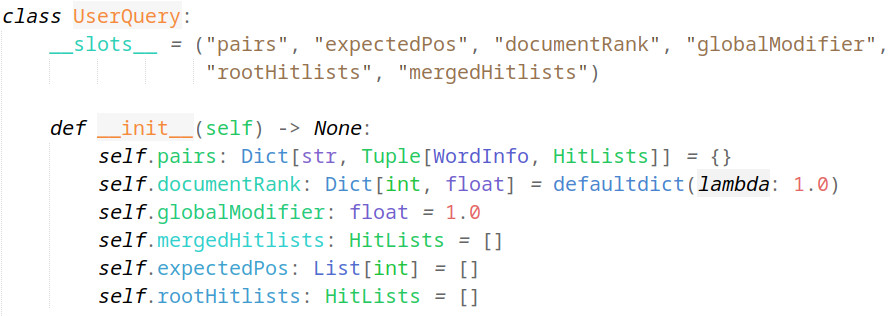 class UserQuery:
    __slots__ = ("pairs", "expectedPos", "documentRank", "globalModifier",
                 "rootHitlists", "mergedHitlists")

    def __init__(self) -> None:
        self.pairs: Dict[str, Tuple[WordInfo, HitLists]] = {}
        self.documentRank: Dict[int, float] = defaultdict(lambda: 1.0)
        self.globalModifier: float = 1.0
        self.mergedHitlists: HitLists = []
        self.expectedPos: List[int] = []
        self.rootHitlists: HitLists = []